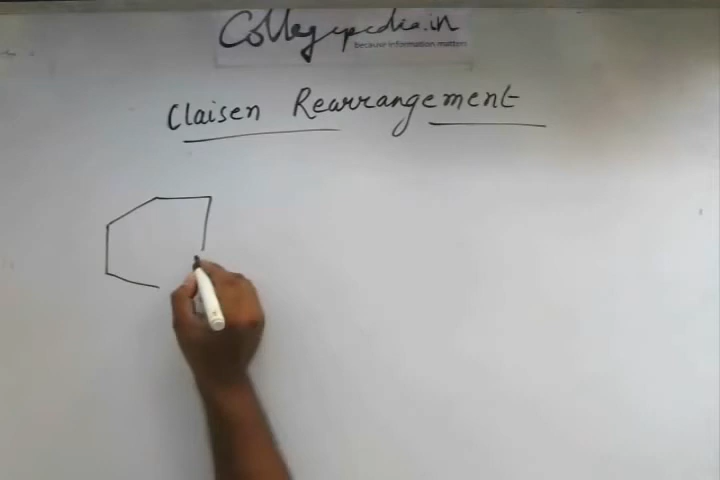 Collegepedia.in
because information matters
Claisen Rearrangement